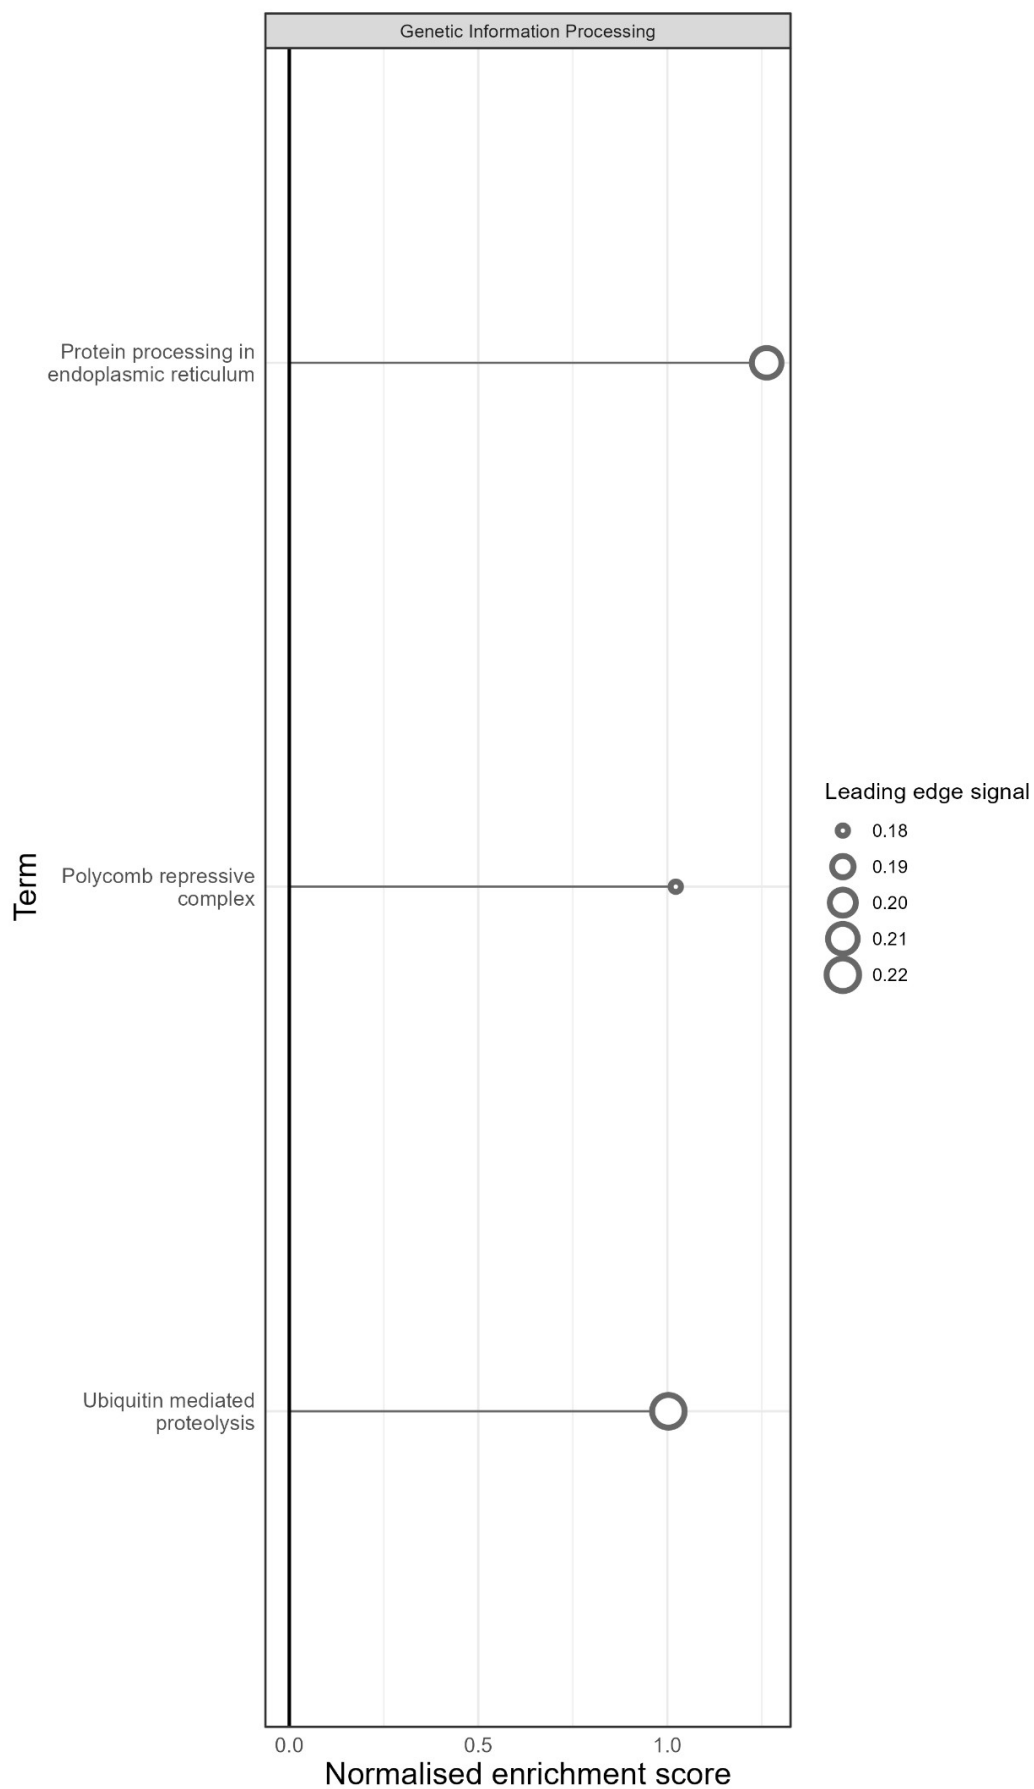 Genetic Information Processing
Protein processing in
endoplasmic reticulum
Polycomb repressive
complex
Ubiquitin mediated
proteolysis
Term
0.0
0.5
1.0
Normalised enrichment score
Leading edge signal
0.18
0.19
0.20
0.21
0.22